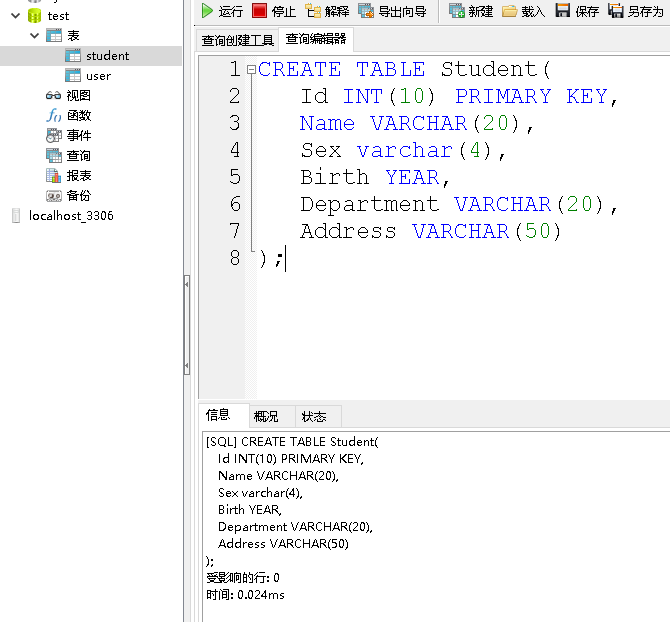 test
表
student
user
视图
函数
事件
查询
报表
备份
localhost_3306
运行 停止 解释 导出向导 新建 载入 保存 另存为
查询创建工具 查询编辑器
1 CREATE TABLE Student(
2 Id INT(10) PRIMARY KEY,
3 Name VARCHAR(20),
4 Sex varchar(4),
5 Birth YEAR,
6 Department VARCHAR(20),
7 Address VARCHAR(50)
8 );
信息 概况 状态
[SQL] CREATE TABLE Student(
Id INT(10) PRIMARY KEY,
Name VARCHAR(20),
Sex varchar(4),
Birth YEAR,
Department VARCHAR(20),
Address VARCHAR(50)
);
受影响的行: 0
时间: 0.024ms